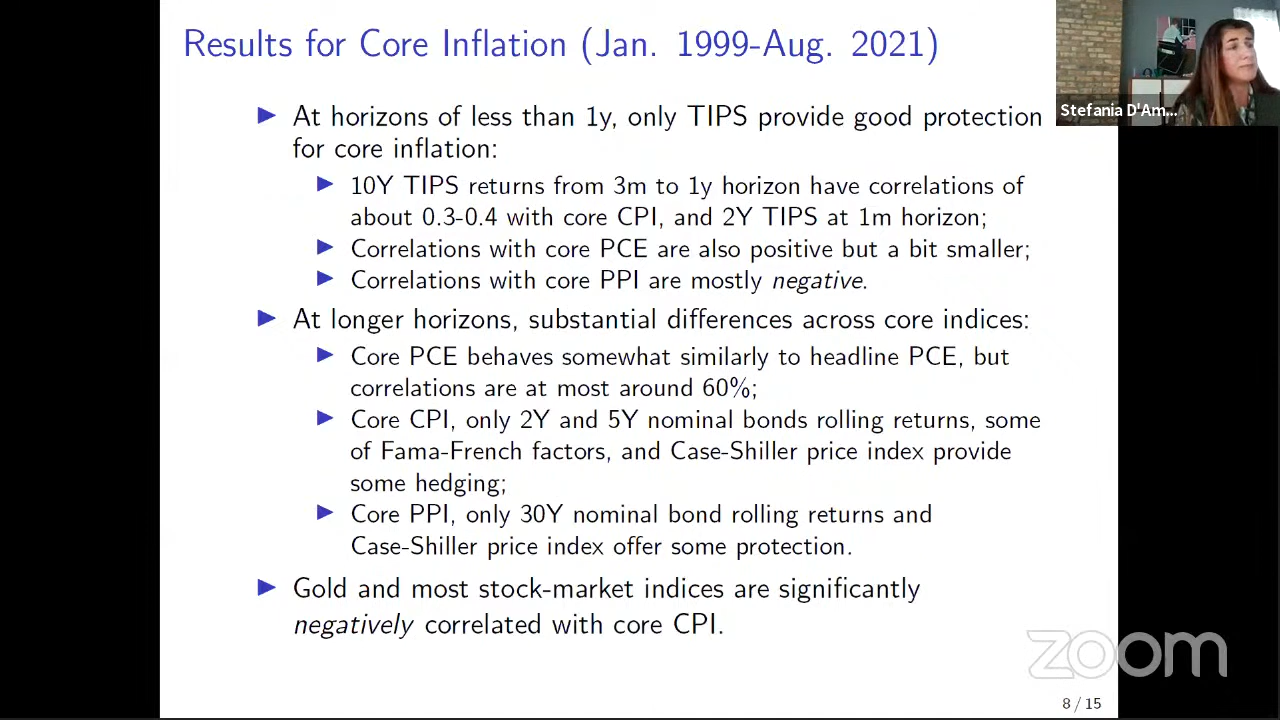 Results for Core Inflation (Jan. 1999-Aug. 2021)
Stefania D'Am...
▶ At horizons of less than 1y, only TIPS provide good protection
for core inflation:
▶ 10Y TIPS returns from 3m to 1y horizon have correlations of
about 0.3-0.4 with core CPI, and 2Y TIPS at 1m horizon;
▶ Correlations with core PCE are also positive but a bit smaller;
▶ Correlations with core PPI are mostly negative.
▶ At longer horizons, substantial differences across core indices:
▶ Core PCE behaves somewhat similarly to headline PCE, but
correlations are at most around 60%;
▶ Core CPI, only 2Y and 5Y nominal bonds rolling returns, some
of Fama-French factors, and Case-Shiller price index provide
some hedging;
▶ Core PPI, only 30Y nominal bond rolling returns and
Case-Shiller price index offer some protection.
▶ Gold and most stock-market indices are significantly
negatively correlated with core CPI.
zoom
8 / 15